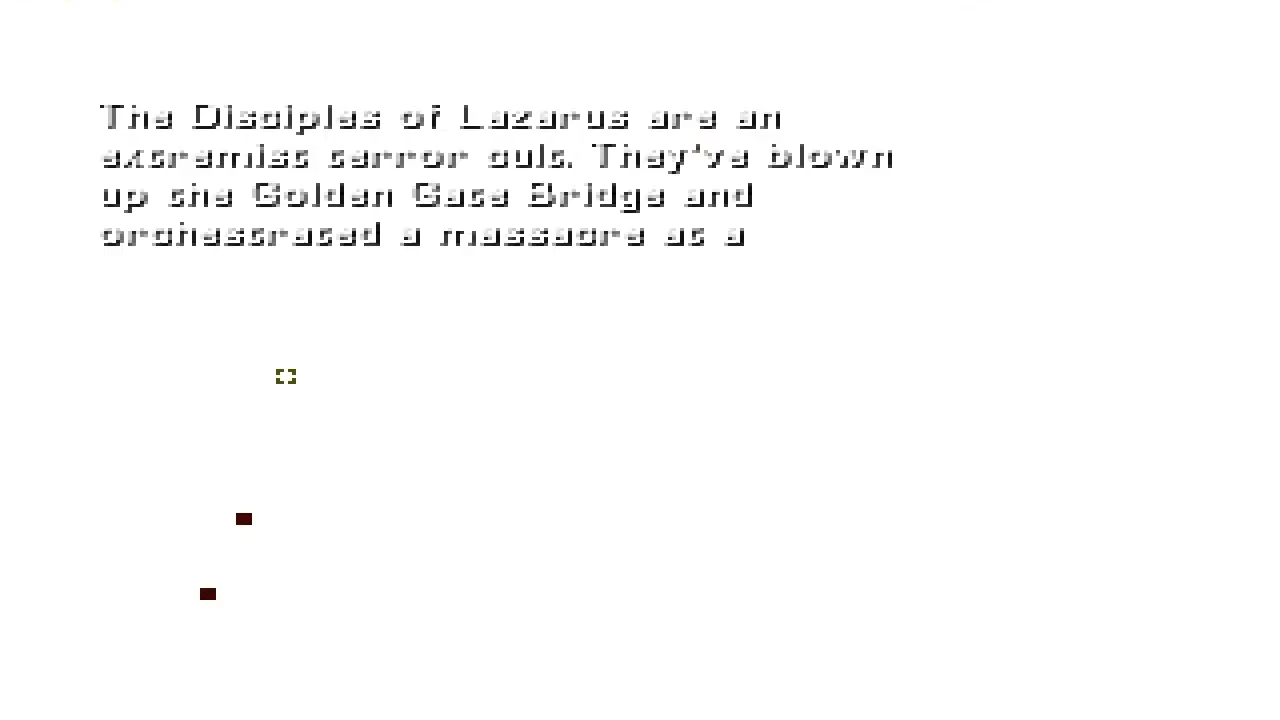 The Disciples of Lazarus are an
extremist terror cult. They've blown
up the Golden Gate Bridge and
orchestrated a massacre at a